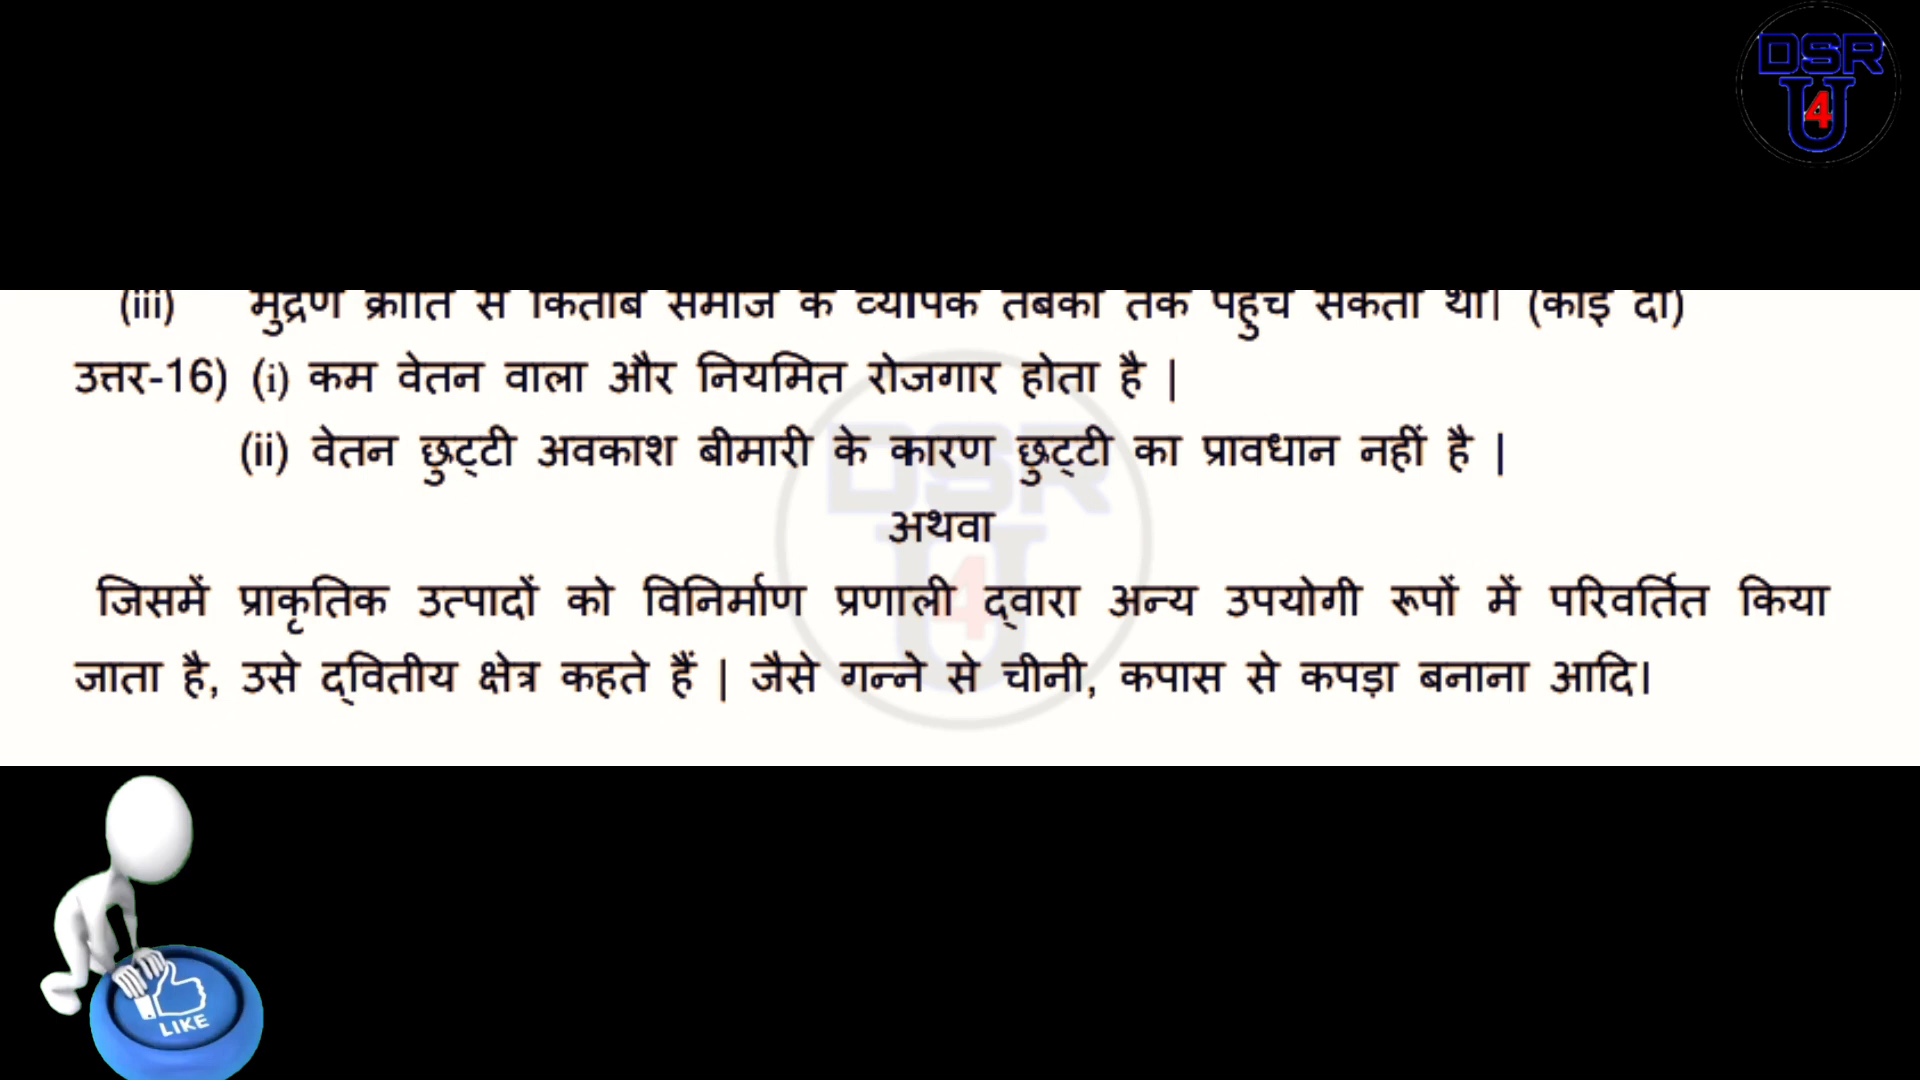 DSR
U
4
(iii) मुद्रण क्रांति से किताबें समाज के व्यापक तबकों तक पहुँच सकती थी। (कोई दो)
उत्तर-16) (i) कम वेतन वाला और नियमित रोजगार होता है |
(ii) वेतन छुट्टी अवकाश बीमारी के कारण छुट्टी का प्रावधान नहीं है |
अथवा
जिसमें प्राकृतिक उत्पादों को विनिर्माण प्रणाली द्वारा अन्य उपयोगी रूपों में परिवर्तित किया
जाता है, उसे द्वितीय क्षेत्र कहते हैं | जैसे गन्ने से चीनी, कपास से कपड़ा बनाना आदि।
LIKE